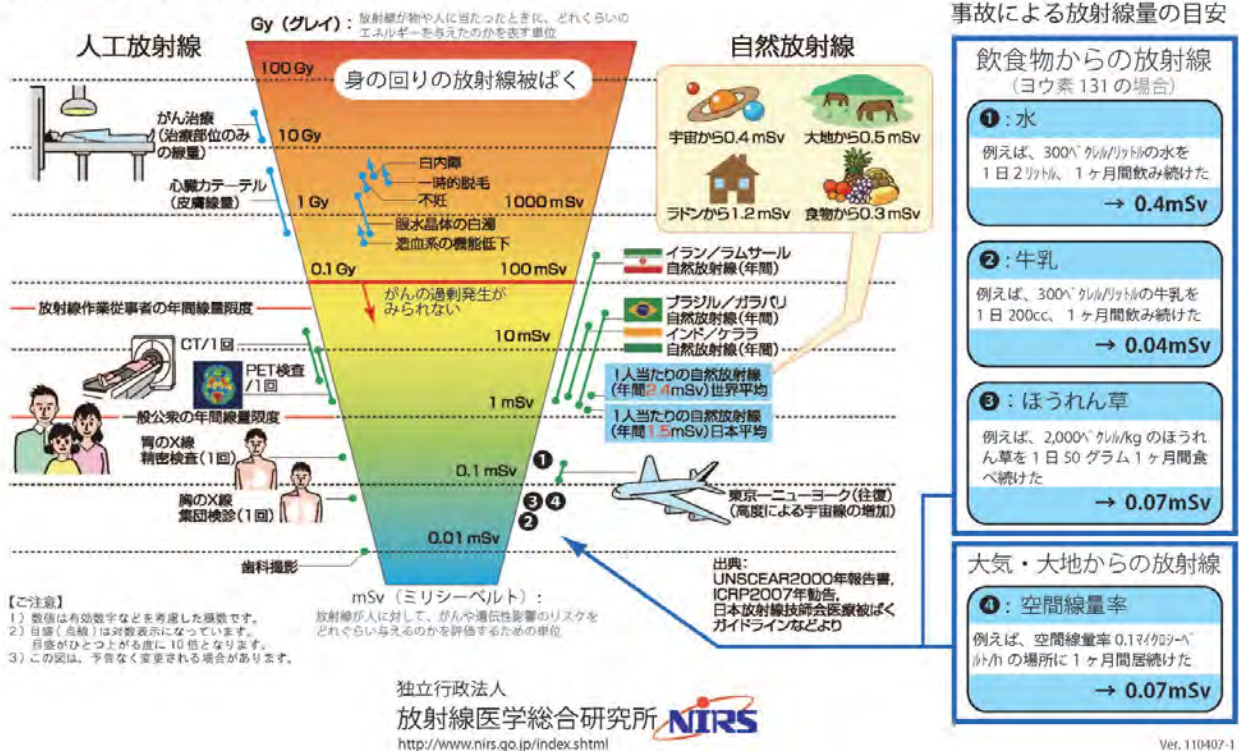 人工放射線
Gy（グレイ）：放射線が物や人に当たったときに、どれくらいの
エネルギーを与えたのかを表す単位
自然放射線
身の回りの放射線被ばく
100 Gy
10 Gy
1 Gy
1000 mSv
0.1 Gy
100 mSv
10 mSv
1 mSv
0.1 mSv
0.01 mSv
がん治療
（治療部位のみ
の線量）
心臓カテーテル
（皮膚線量）
白内障
一時的脱毛
不妊
眼水晶体の白濁
造血系の機能低下
がんの過剰発生が
みられない
放射線作業従事者の年間線量限度
CT/1回
PET検査
/1回
一般公衆の年間線量限度
胃のX線
精密検査（1回）
胸のX線
集団検診（1回）
歯科撮影
宇宙から0.4 mSv
大地から0.5 mSv
ラドンから1.2 mSv
食物から0.3 mSv
イラン／ラムサール
自然放射線（年間）
ブラジル／ガラパリ
自然放射線（年間）
インド／ケララ
自然放射線（年間）
1人当たりの自然放射線
（年間2.4mSv）世界平均
1人当たりの自然放射線
（年間1.5mSv）日本平均
❶
❸ ❹
❷
東京ーニューヨーク（往復）
（高度による宇宙線の増加）
出典：
UNSCEAR2000年報告書，
ICRP2007年勧告，
日本放射線技師会医療被ばく
ガイドラインなどより
mSv（ミリシーベルト）：
放射線が人に対して、がんや遺伝性影響のリスクを
どれぐらい与えるのかを評価するための単位
【ご注意】
1）数値は有効数字などを考慮した概数です。
2）目盛（点線）は対数表示になっています。
目盛がひとつ上がる度に10倍となります。
3）この図は、予告なく変更される場合があります。
独立行政法人
放射線医学総合研究所 NIRS
http://www.nirs.go.jp/index.shtml
事故による放射線量の目安
飲食物からの放射線
（ヨウ素131の場合）
❶：水
例えば、300ベクレル/リットルの水を
1日2リットル、1ヶ月間飲み続けた
→ 0.4mSv
❷：牛乳
例えば、300ベクレル/リットルの牛乳を
1日200cc、1ヶ月間飲み続けた
→ 0.04mSv
❸：ほうれん草
例えば、2,000ベクレル/kgのほうれ
ん草を1日50グラム1ヶ月間食
べ続けた
→ 0.07mSv
大気・大地からの放射線
❹：空間線量率
例えば、空間線量率0.1マイクロシーベ
ルト/hの場所に1ヶ月間居続けた
→ 0.07mSv
Ver. 110407-1